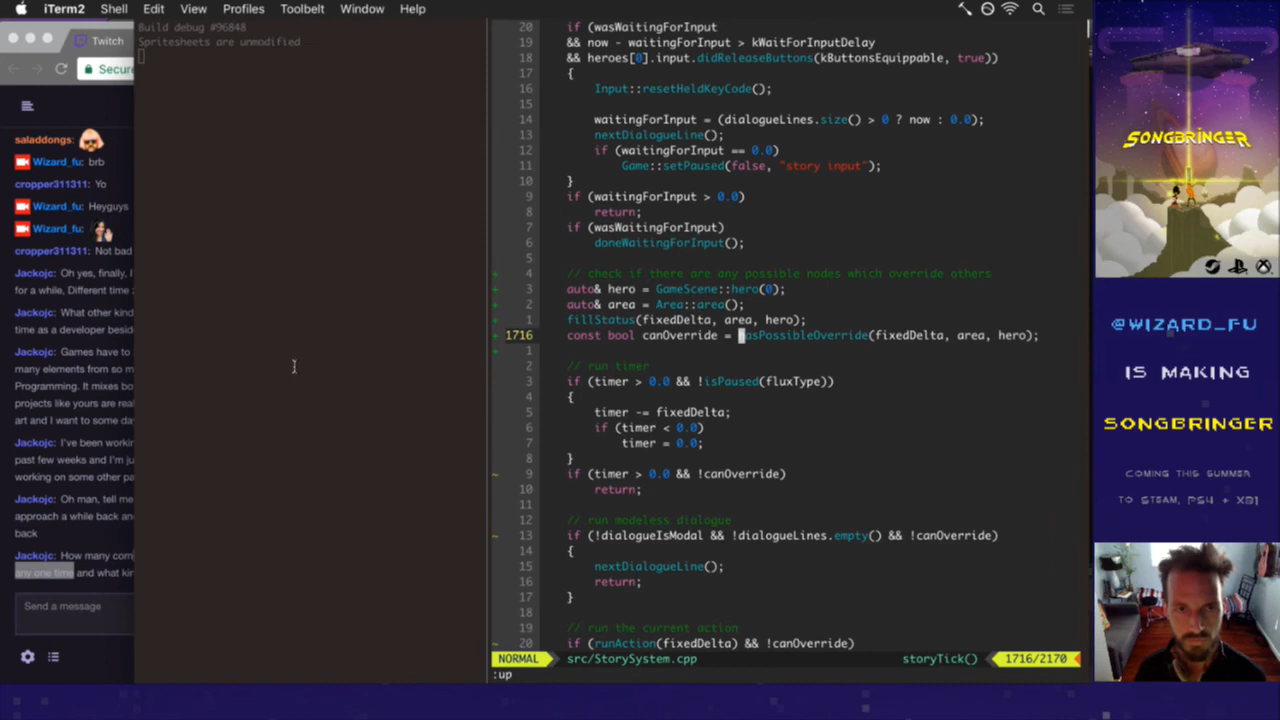 iTerm2 Shell Edit View Profiles Toolbelt Window Help
Twitch
Secure
saladdongs:
Wizard_fu: brb
cropper311311: Yo
Wizard_fu: Heyguys
Wizard_fu:
cropper311311: Not bad
Jackojc: Oh yes, finally, I
for a while, Different time
Jackojc: What other kind
time as a developer besid
Jackojc: Games have to
many elements from so m
Programming. It mixes bo
projects like yours are rea
art and I want to some da
Jackojc: I've been workin
past few weeks and I'm ju
working on some other pa
Jackojc: Oh man, tell me
approach a while back an
back
Jackojc: How many com
any one time and what kin
Send a message
Build debug #96848
Spritesheets are unmodified
20 if (wasWaitingForInput
19 && now - waitingForInput > kWaitForInputDelay
18 && heroes[0].input.didReleaseButtons(kButtonsEquippable, true))
17 {
16 Input::resetHeldKeyCode();
15
14 waitingForInput = (dialogueLines.size() > 0 ? now : 0.0);
13 nextDialogueLine();
12 if (waitingForInput == 0.0)
11 Game::setPaused(false, "story input");
10 }
9 if (waitingForInput > 0.0)
8 return;
7 if (wasWaitingForInput)
6 doneWaitingForInput();
5
+ 4 // check if there are any possible nodes which override others
+ 3 auto& hero = GameScene::hero(0);
+ 2 auto& area = Area::area();
+ 1 fillStatus(fixedDelta, area, hero);
+ 1716 const bool canOverride = hasPossibleOverride(fixedDelta, area, hero);
+ 1
2 // run timer
3 if (timer > 0.0 && !isPaused(fluxType))
4 {
5 timer -= fixedDelta;
6 if (timer < 0.0)
7 timer = 0.0;
8 }
~ 9 if (timer > 0.0 && !canOverride)
10 return;
11
12 // run modeless dialogue
~ 13 if (!dialogueIsModal && !dialogueLines.empty() && !canOverride)
14 {
15 nextDialogueLine();
16 return;
17 }
18
19 // run the current action
~ 20 if (runAction(fixedDelta) && !canOverride)
NORMAL src/StorySystem.cpp storyTick() 1716/2170
:up
SONGBRINGER
@WIZARD_FU
IS MAKING
SONGBRINGER
COMING THIS SUMMER
TO STEAM, PS4 + XB1